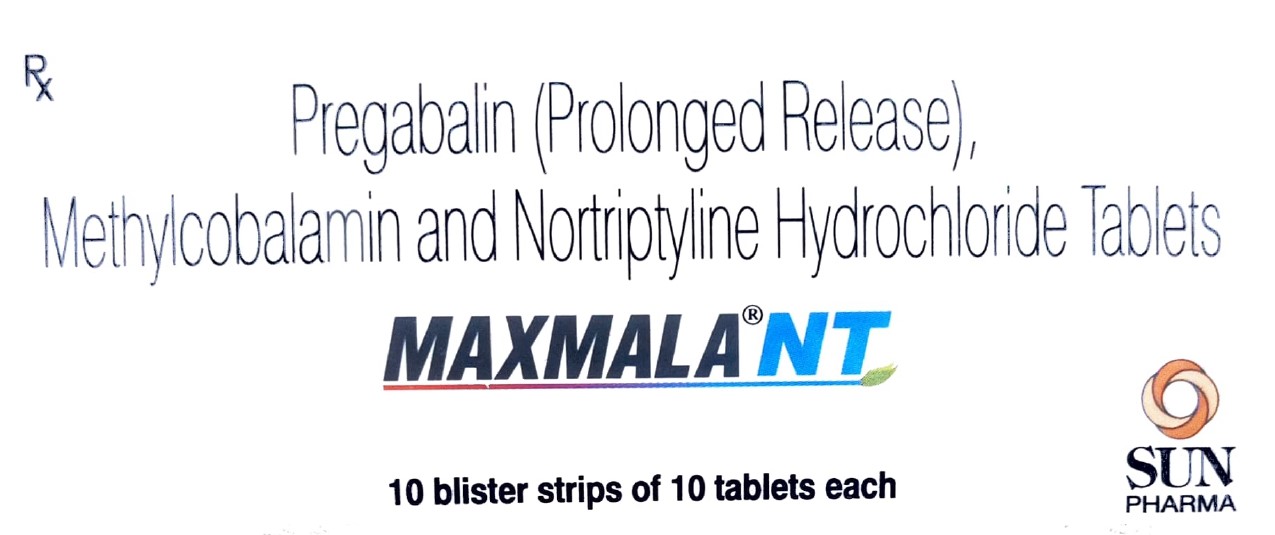 Rx
Pregabalin (Prolonged Release),
Methylcobalamin and Nortriptyline Hydrochloride Tablets
MAXMALA® NT
10 blister strips of 10 tablets each
SUN
PHARMA